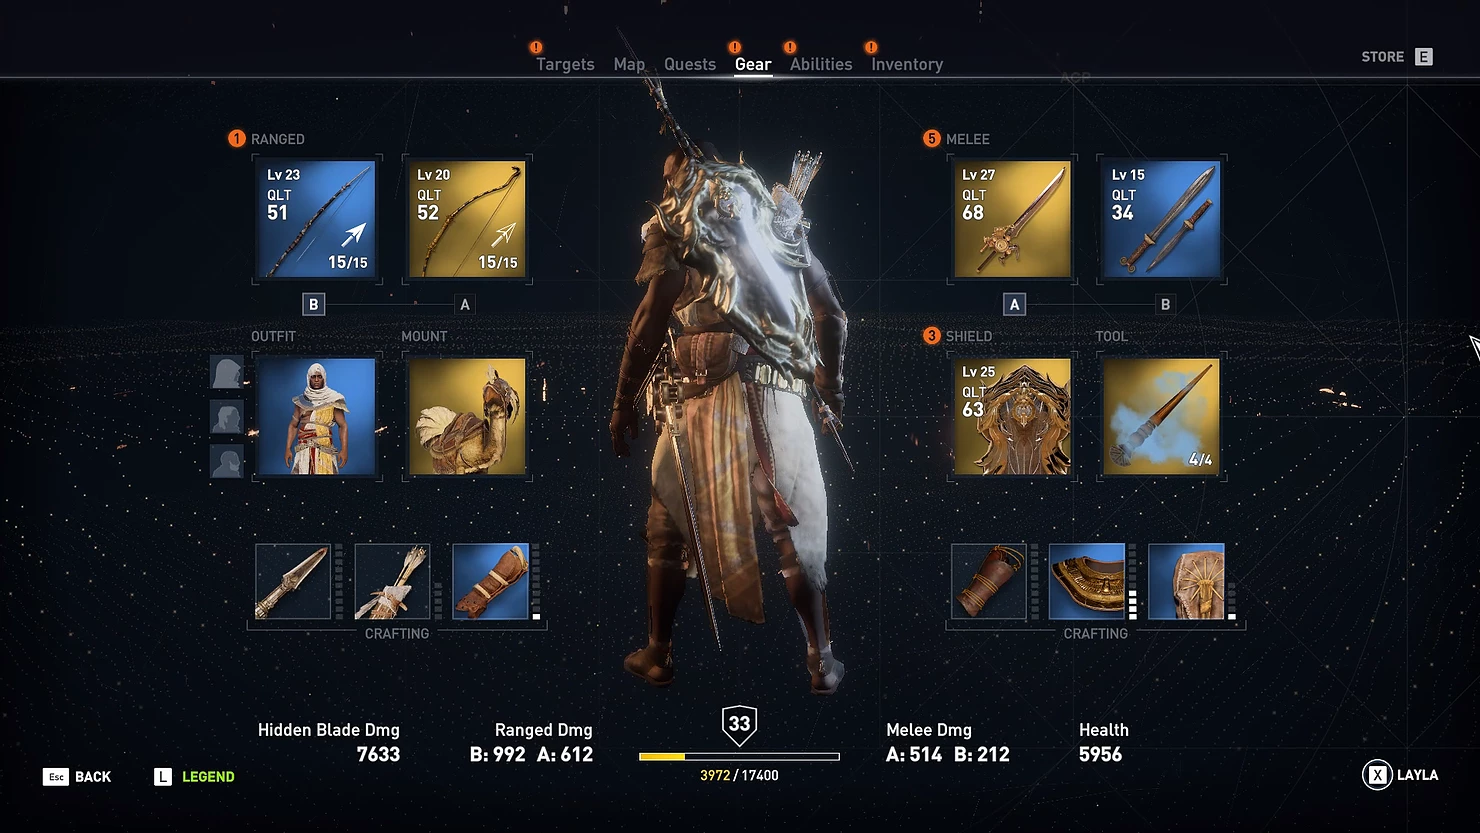 Targets Map Quests Gear Abilities Inventory
STORE E
1 RANGED
Lv 23
QLT
51
15/15
Lv 20
QLT
52
15/15
B A
5 MELEE
Lv 27
QLT
68
Lv 15
QLT
34
A B
OUTFIT
MOUNT
3 SHIELD
Lv 25
QLT
63
TOOL
4/4
CRAFTING
CRAFTING
Hidden Blade Dmg
7633
Ranged Dmg
B: 992 A: 612
33
3972 / 17400
Melee Dmg
A: 514 B: 212
Health
5956
Esc BACK
L LEGEND
X LAYLA